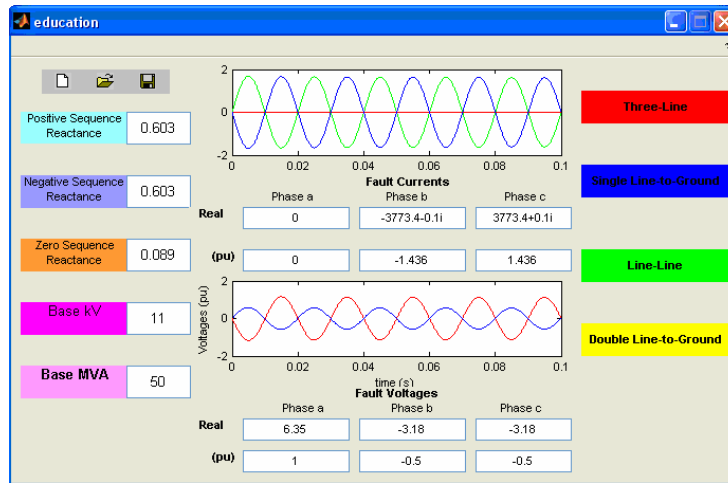 education
Positive Sequence
Reactance
0.603
Negative Sequence
Reactance
0.603
Zero Sequence
Reactance
0.089
Base kV
11
Base MVA
50
2
0
-2
0 0.02 0.04 0.06 0.08 0.1
Fault Currents
Phase a Phase b Phase c
Real 0 -3773.4-0.1i 3773.4+0.1i
(pu) 0 -1.436 1.436
Voltages (pu)
2
0
-2
0 0.02 0.04 0.06 0.08 0.1
time (s)
Fault Voltages
Phase a Phase b Phase c
Real 6.35 -3.18 -3.18
(pu) 1 -0.5 -0.5
Three-Line
Single Line-to-Ground
Line-Line
Double Line-to-Ground